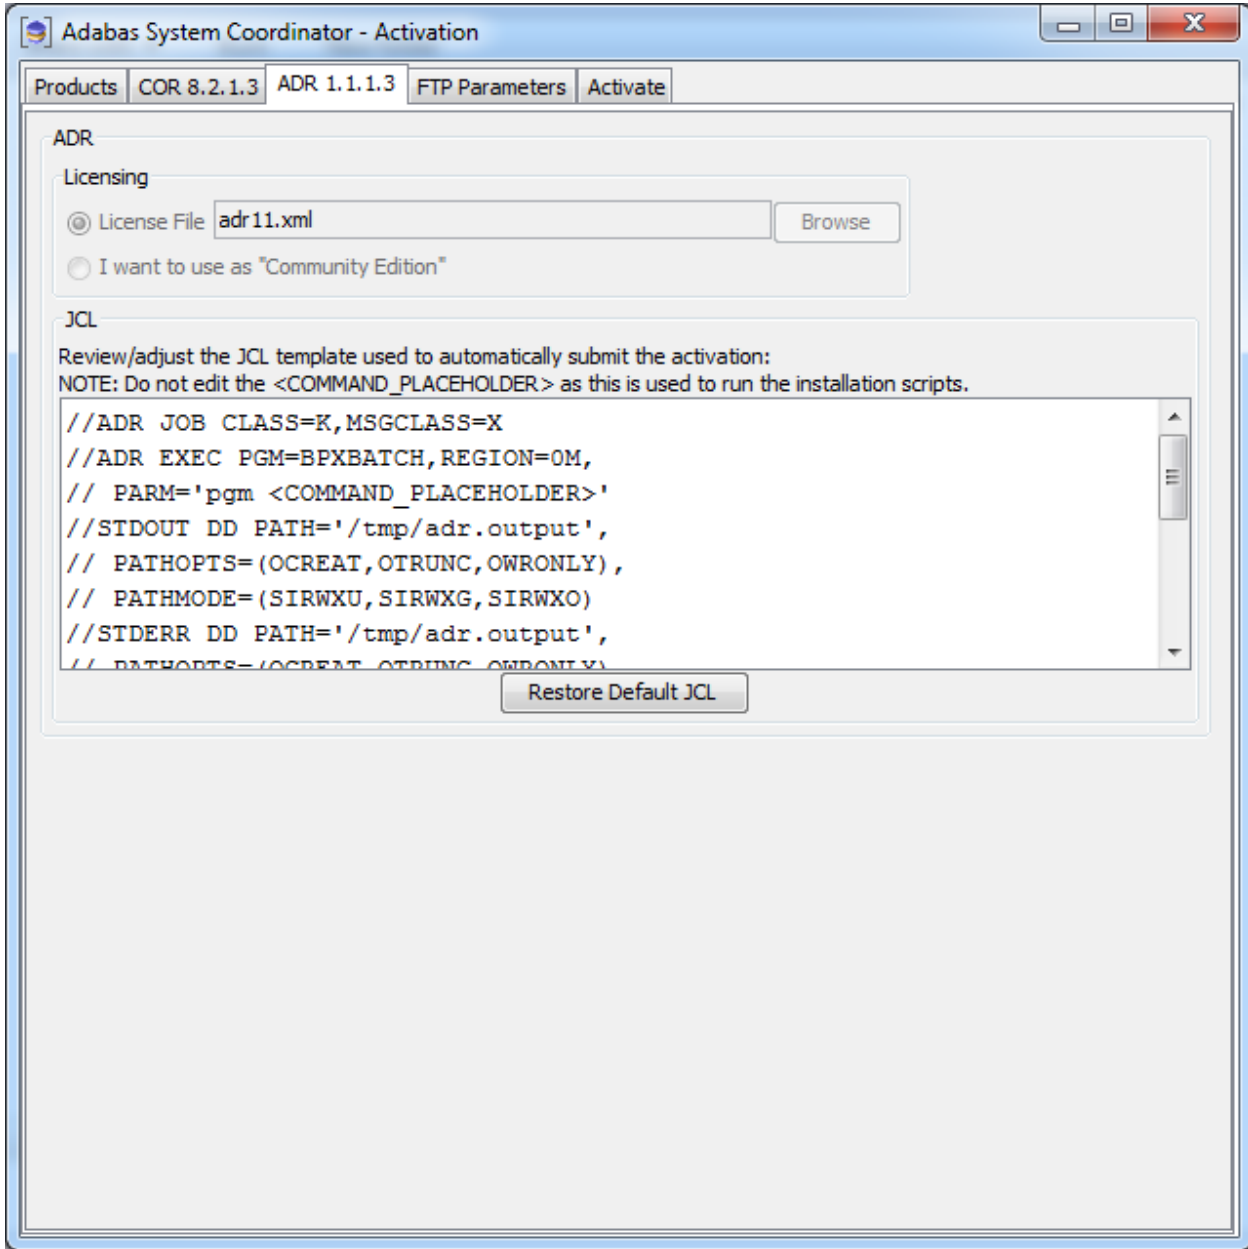 Adabas System Coordinator - Activation
Products COR 8.2.1.3 ADR 1.1.1.3 FTP Parameters Activate
ADR
Licensing
License File adr11.xml Browse
I want to use as "Community Edition"
JCL
Review/adjust the JCL template used to automatically submit the activation:
NOTE: Do not edit the <COMMAND_PLACEHOLDER> as this is used to run the installation scripts.
//ADR JOB CLASS=K,MSGCLASS=X
//ADR EXEC PGM=BPXBATCH,REGION=0M,
// PARM='pgm <COMMAND_PLACEHOLDER>'
//STDOUT DD PATH='/tmp/adr.output',
// PATHOPTS=(OCREAT,OTRUNC,OWRONLY),
// PATHMODE=(SIRWXU,SIRWXG,SIRWXO)
//STDERR DD PATH='/tmp/adr.output',
// PATHOPTS=(OCREAT,OTRUNC,OWRONLY)
Restore Default JCL